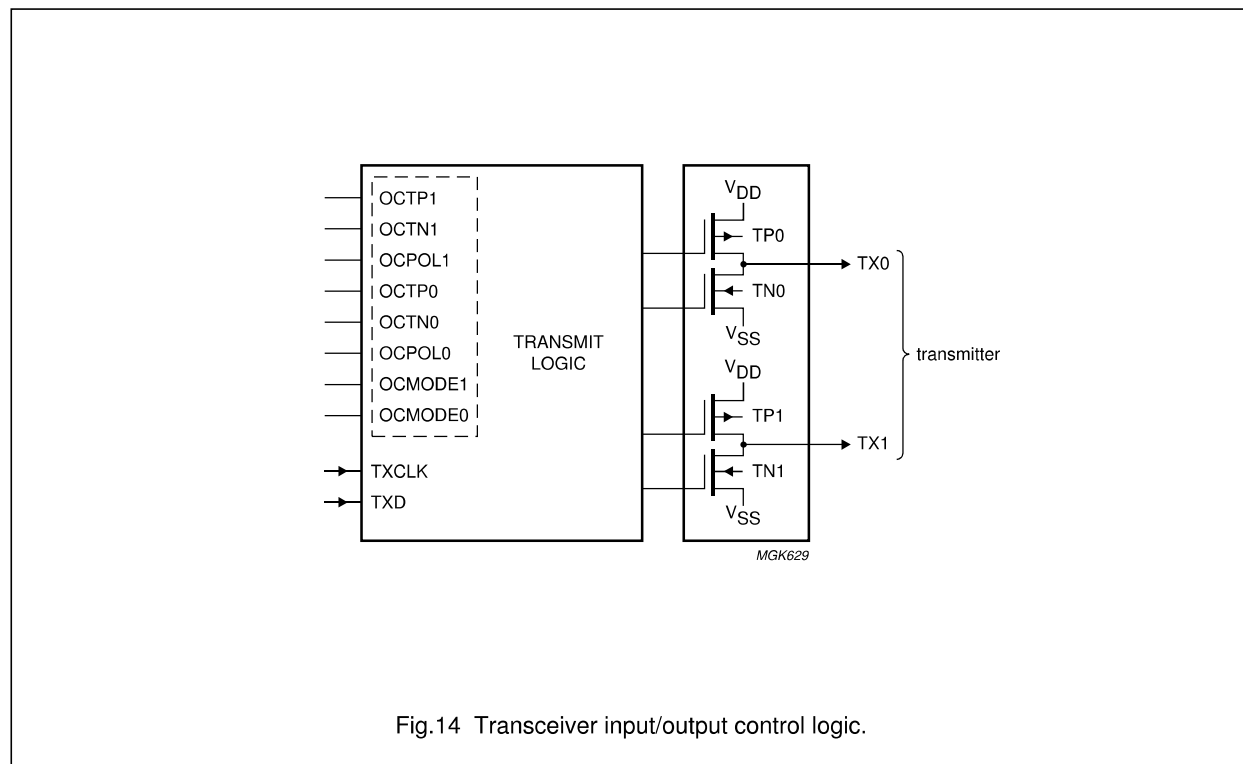 OCTP1
OCTN1
OCPOL1
OCTP0
OCTN0
OCPOL0
OCMODE1
OCMODE0
TXCLK
TXD
TRANSMIT
LOGIC
VDD
TP0
TN0
VSS
VDD
TP1
TN1
VSS
TX0
TX1
transmitter
MGK629
Fig.14 Transceiver input/output control logic.